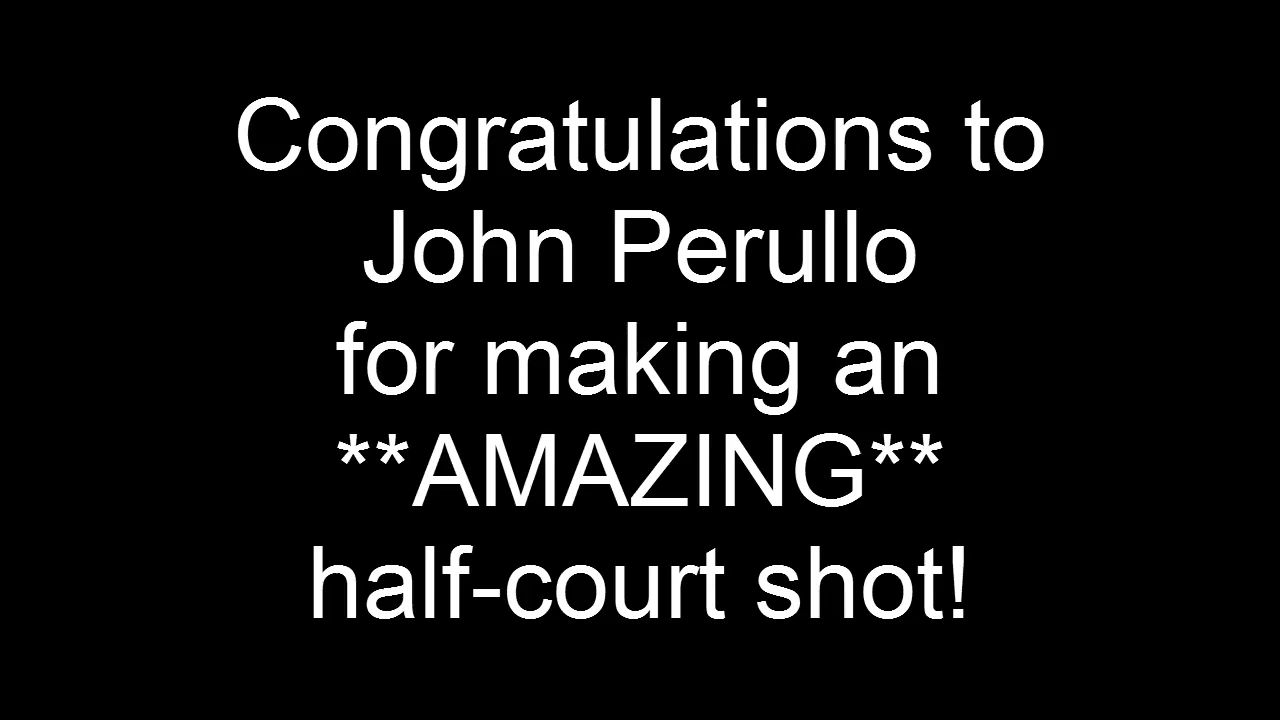 Congratulations to
John Perullo
for making an
**AMAZING**
half-court shot!